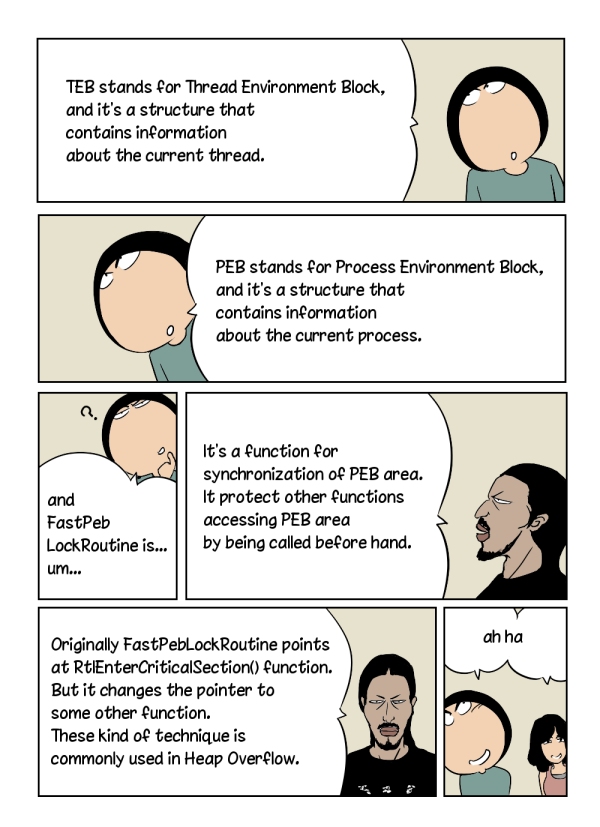 TEB stands for Thread Environment Block,
and it's a structure that
contains information
about the current thread.
PEB stands for Process Environment Block,
and it's a structure that
contains information
about the current process.
?.
and
FastPeb
LockRoutine is...
um...
It's a function for
synchronization of PEB area.
It protect other functions
accessing PEB area
by being called before hand.
Originally FastPebLockRoutine points
at RtlEnterCriticalSection() function.
But it changes the pointer to
some other function.
These kind of technique is
commonly used in Heap Overflow.
ah ha